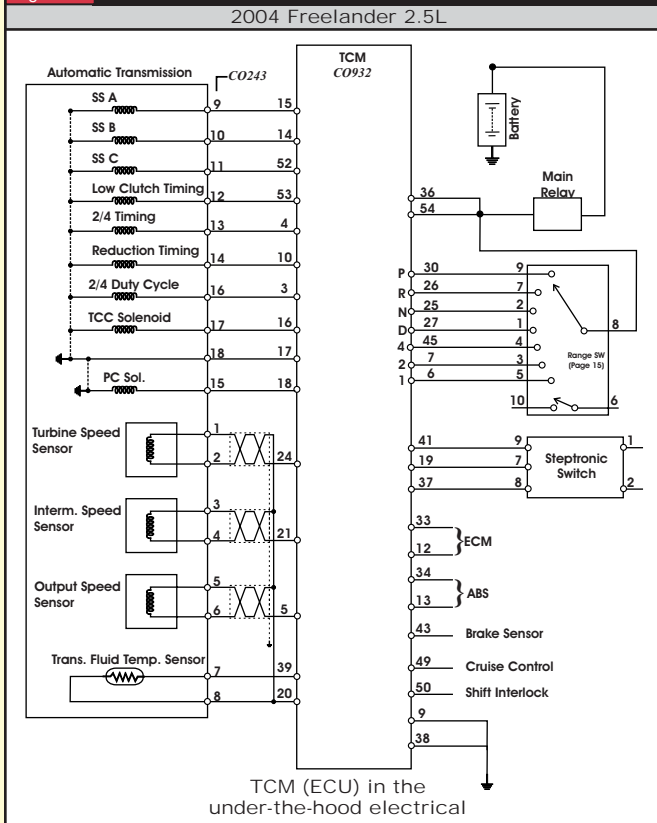 2004 Freelander 2.5L
TCM
CO932
Automatic Transmission
CO243
SS A
9
15
SS B
10
14
SS C
11
52
Low Clutch Timing
12
53
2/4 Timing
13
4
Reduction Timing
14
10
2/4 Duty Cycle
16
3
TCC Solenoid
17
16
18
17
PC Sol.
15
18
Turbine Speed
Sensor
1
2
24
Interm. Speed
Sensor
3
4
21
Output Speed
Sensor
5
6
5
Trans. Fluid Temp. Sensor
7
39
8
20
Battery
Main
Relay
36
54
P
30
9
R
26
7
N
25
2
D
27
1
4
45
4
2
7
3
1
6
5
8
Range SW
(Page 15)
10
6
41
9
1
19
7
Steptronic
Switch
37
8
2
33
12
ECM
34
13
ABS
43
Brake Sensor
49
Cruise Control
50
Shift Interlock
9
38
TCM (ECU) in the
under-the-hood electrical